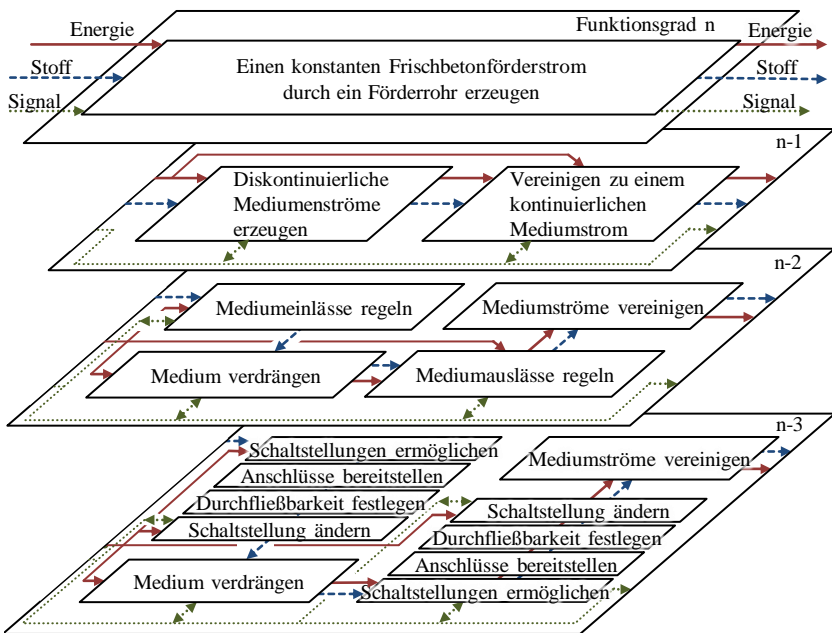 Energie
Funktionsgrad n
Energie
Stoff
Einen konstanten Frischbetonförderstrom
durch ein Förderrohr erzeugen
Stoff
Signal
Signal
n-1
Diskontinuierliche
Mediumenströme
erzeugen
Vereinigen zu einem
kontinuierlichen
Mediumstrom
n-2
Mediumeinlässe regeln
Mediumströme vereinigen
Medium verdrängen
Mediumauslässe regeln
n-3
Schaltstellungen ermöglichen
Anschlüsse bereitstellen
Durchfließbarkeit festlegen
Schaltstellung ändern
Medium verdrängen
Mediumströme vereinigen
Schaltstellung ändern
Durchfließbarkeit festlegen
Anschlüsse bereitstellen
Schaltstellungen ermöglichen